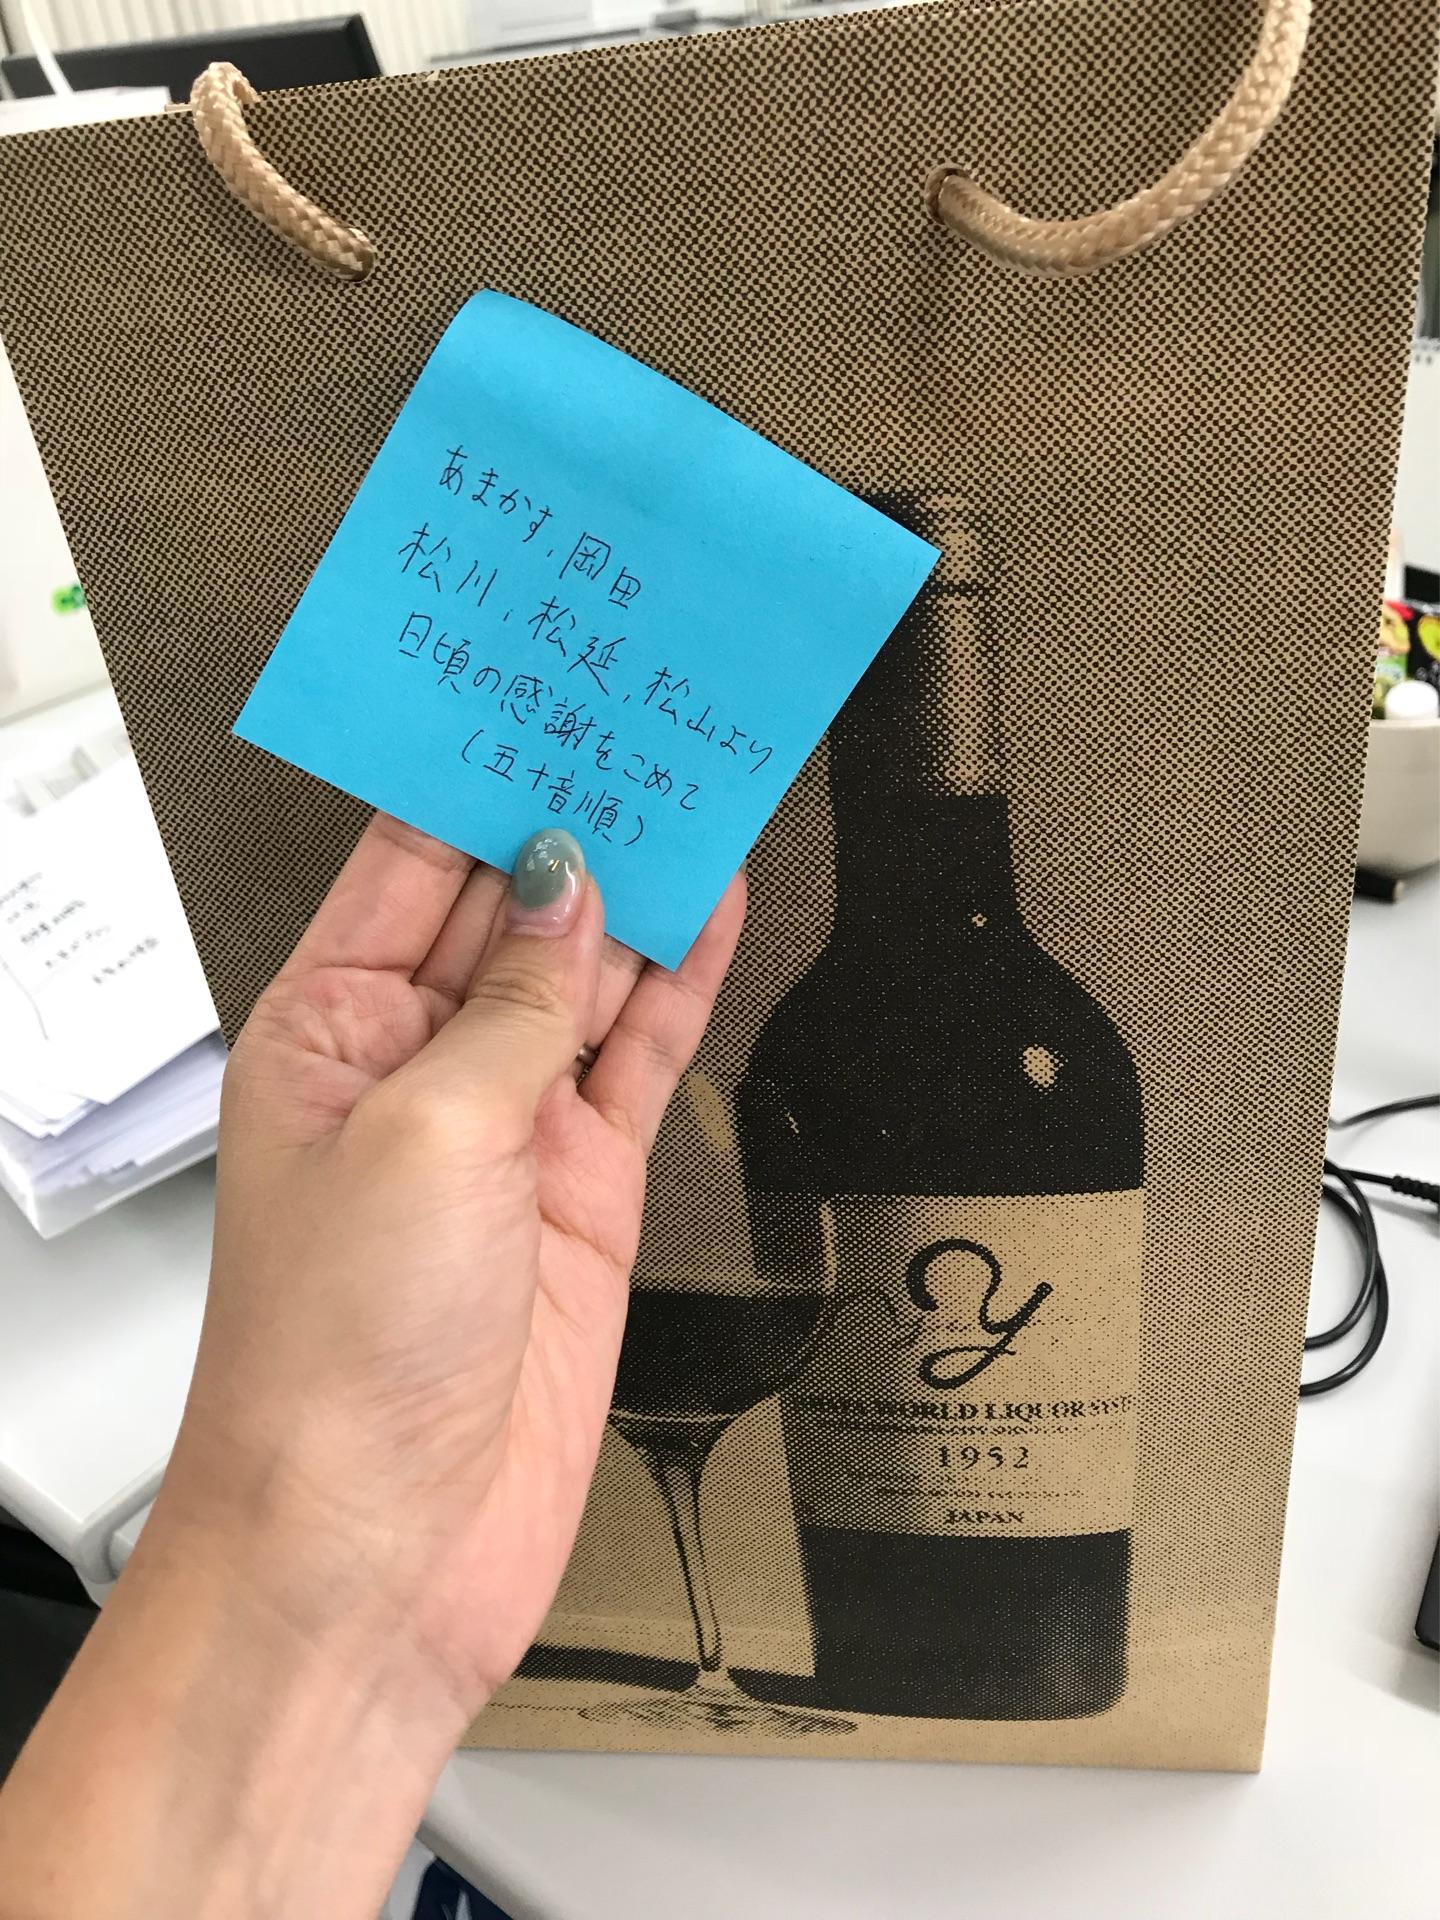 あまかす、岡田
松川、松延、松山より
日頃の感謝をこめて
(五十音順)
y
WORLD LIQUOR SYST
1952
JAPAN